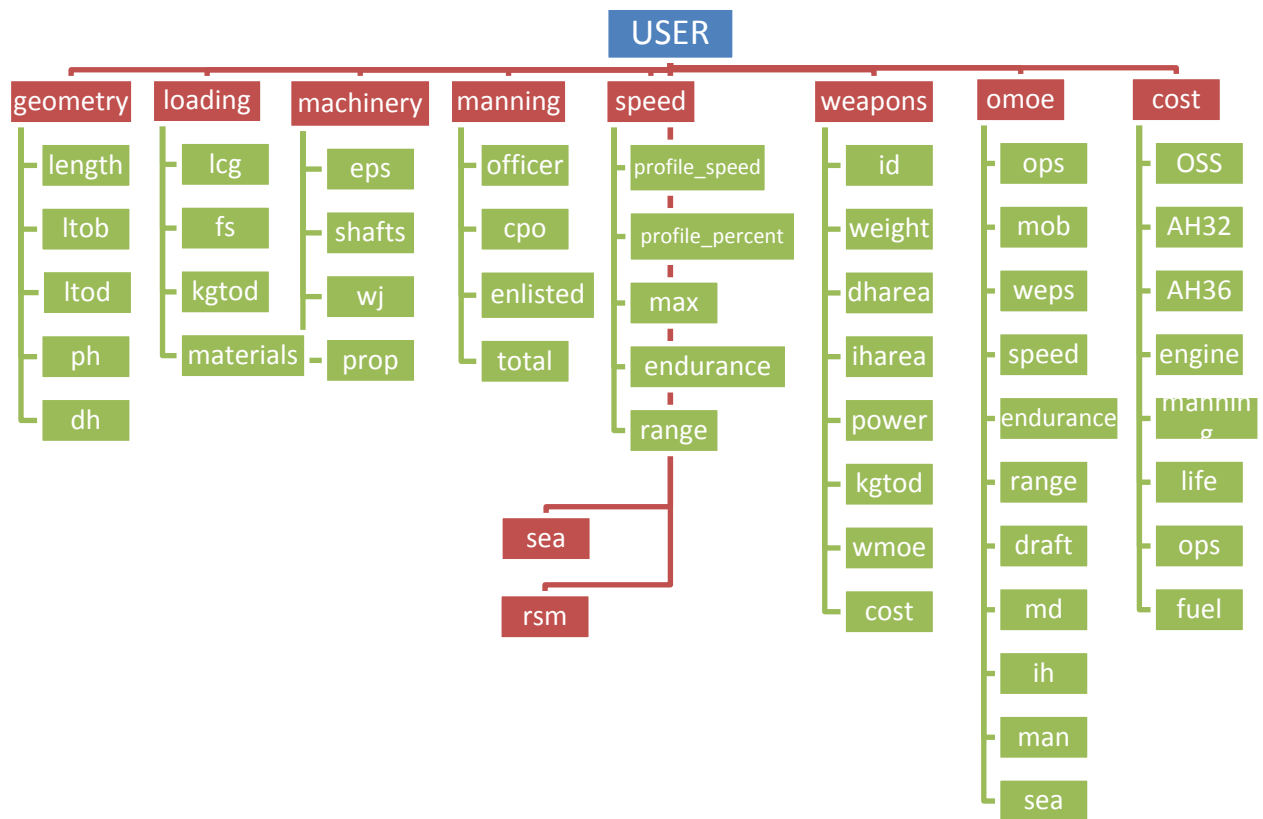 USER
geometry
length
ltob
ltod
ph
dh
loading
lcg
fs
kgtod
materials
machinery
eps
shafts
wj
prop
manning
officer
cpo
enlisted
total
speed
profile_speed
profile_percent
max
endurance
range
sea
rsm
weapons
id
weight
dharea
iharea
power
kgtod
wmoe
cost
omoe
ops
mob
weps
speed
endurance
range
draft
md
ih
man
sea
cost
OSS
AH32
AH36
engine
mannin
g
life
ops
fuel